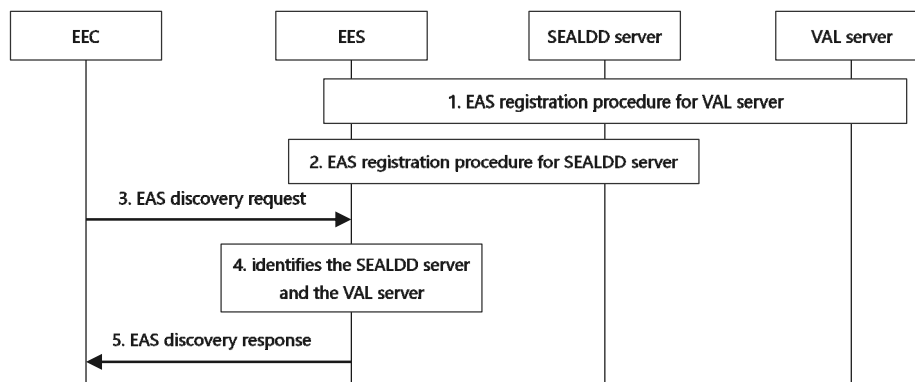 EEC
EES
SEALDD server
VAL server
1. EAS registration procedure for VAL server
2. EAS registration procedure for SEALDD server
3. EAS discovery request
4. identifies the SEALDD server
and the VAL server
5. EAS discovery response